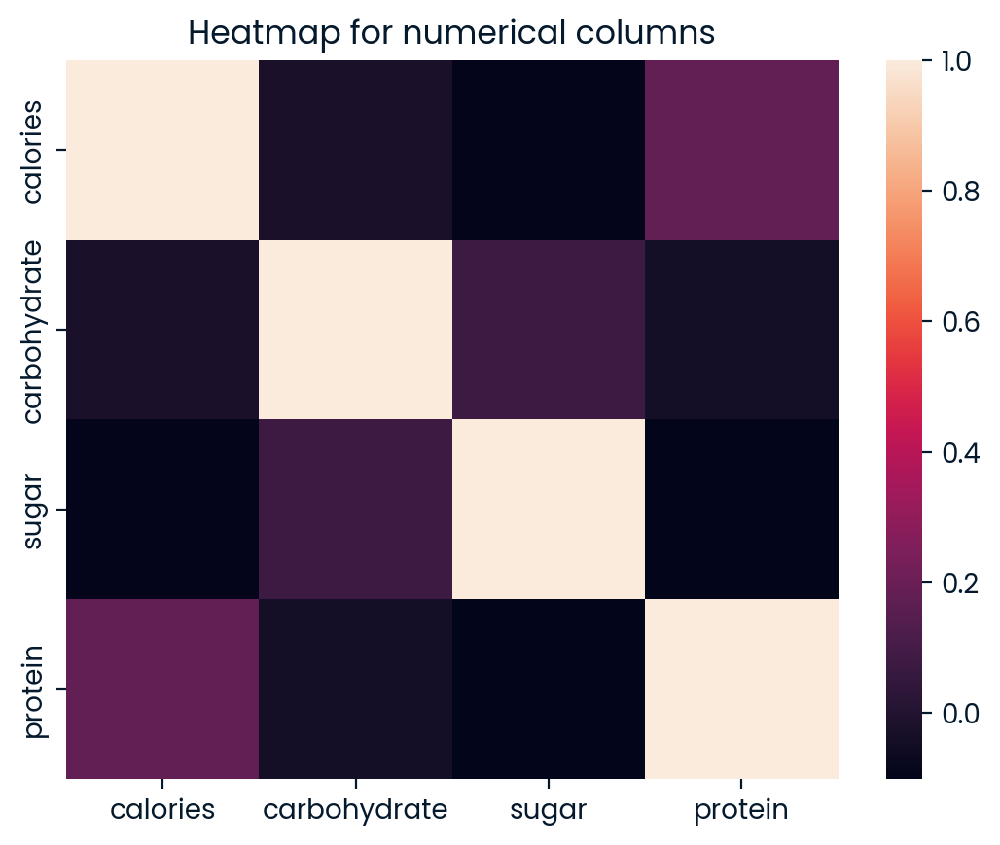 Heatmap for numerical columns
calories
carbohydrate
sugar
protein
calories carbohydrate sugar protein
1.0
0.8
0.6
0.4
0.2
0.0